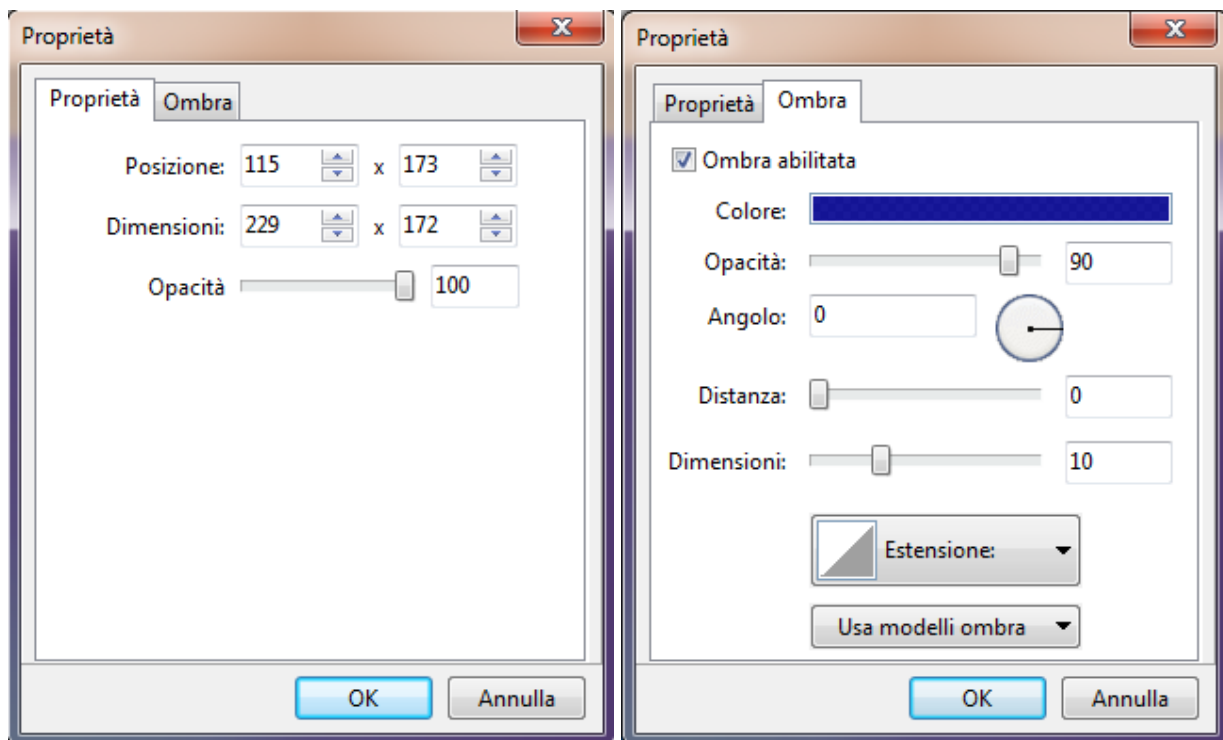 Proprietà
Proprietà Ombra
Posizione: 115 x 173
Dimensioni: 229 x 172
Opacità 100
OK Annulla
Proprietà
Proprietà Ombra
Ombra abilitata
Colore:
Opacità: 90
Angolo: 0
Distanza: 0
Dimensioni: 10
Estensione:
Usa modelli ombra
OK Annulla